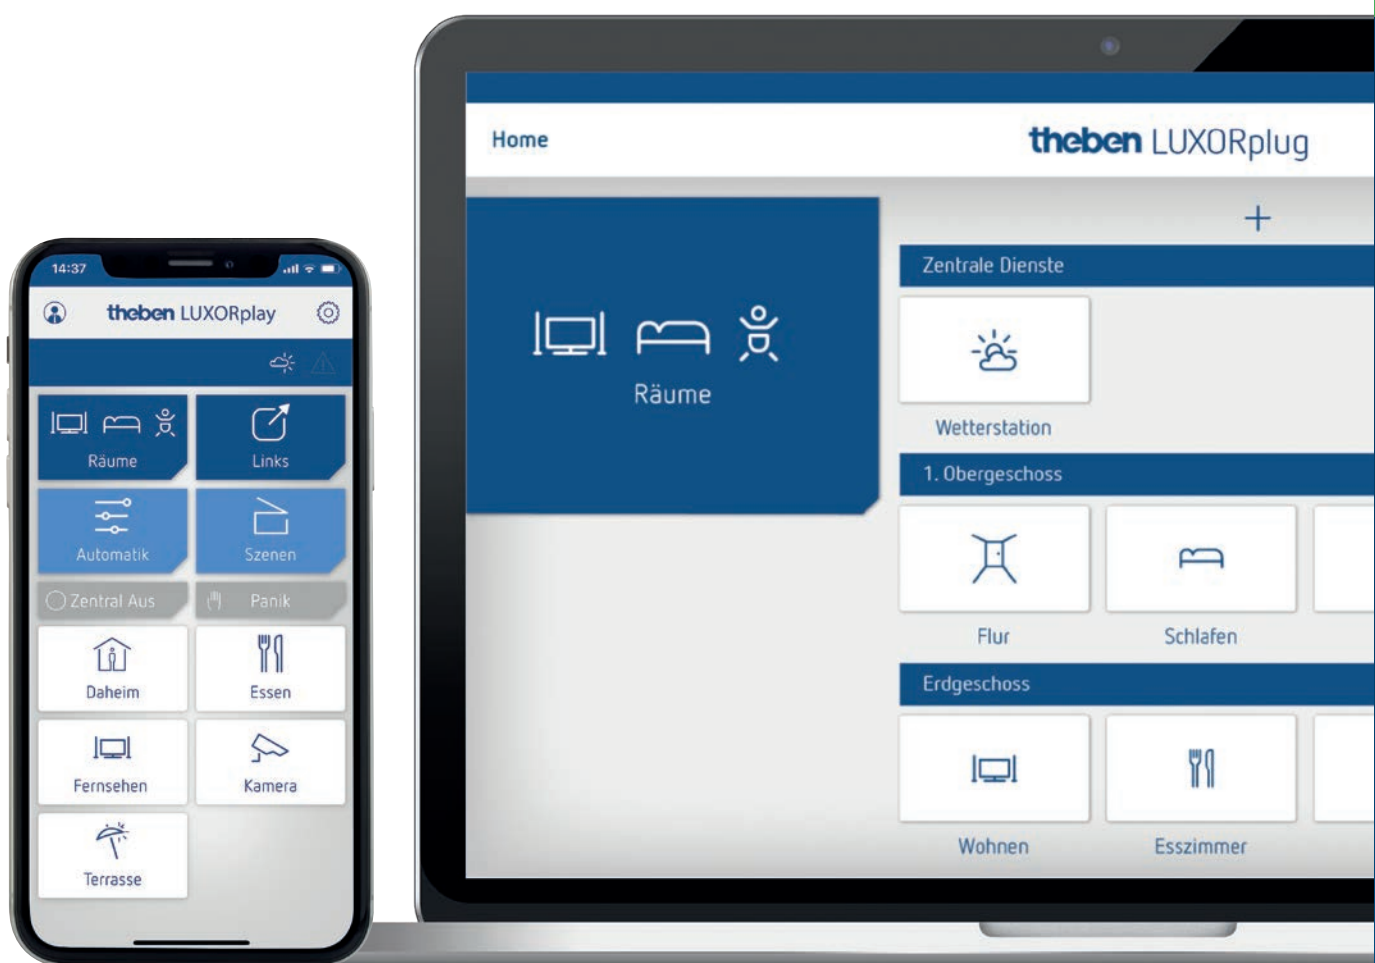 14:37
theben LUXORplay
Räume
Links
Automatik
Szenen
Zentral Aus
Panik
Daheim
Essen
Fernsehen
Kamera
Terrasse
Home
theben LUXORplug
Räume
Zentrale Dienste
Wetterstation
1. Obergeschoss
Flur
Schlafen
Erdgeschoss
Wohnen
Esszimmer